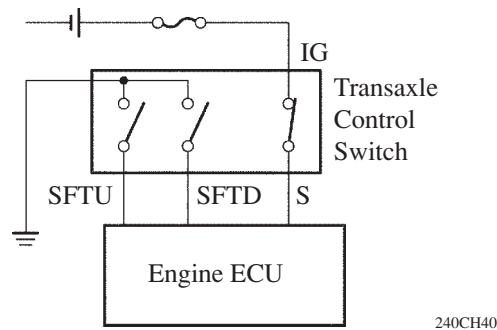 IG
Transaxle
Control
Switch
SFTU
SFTD
S
Engine ECU
240CH40